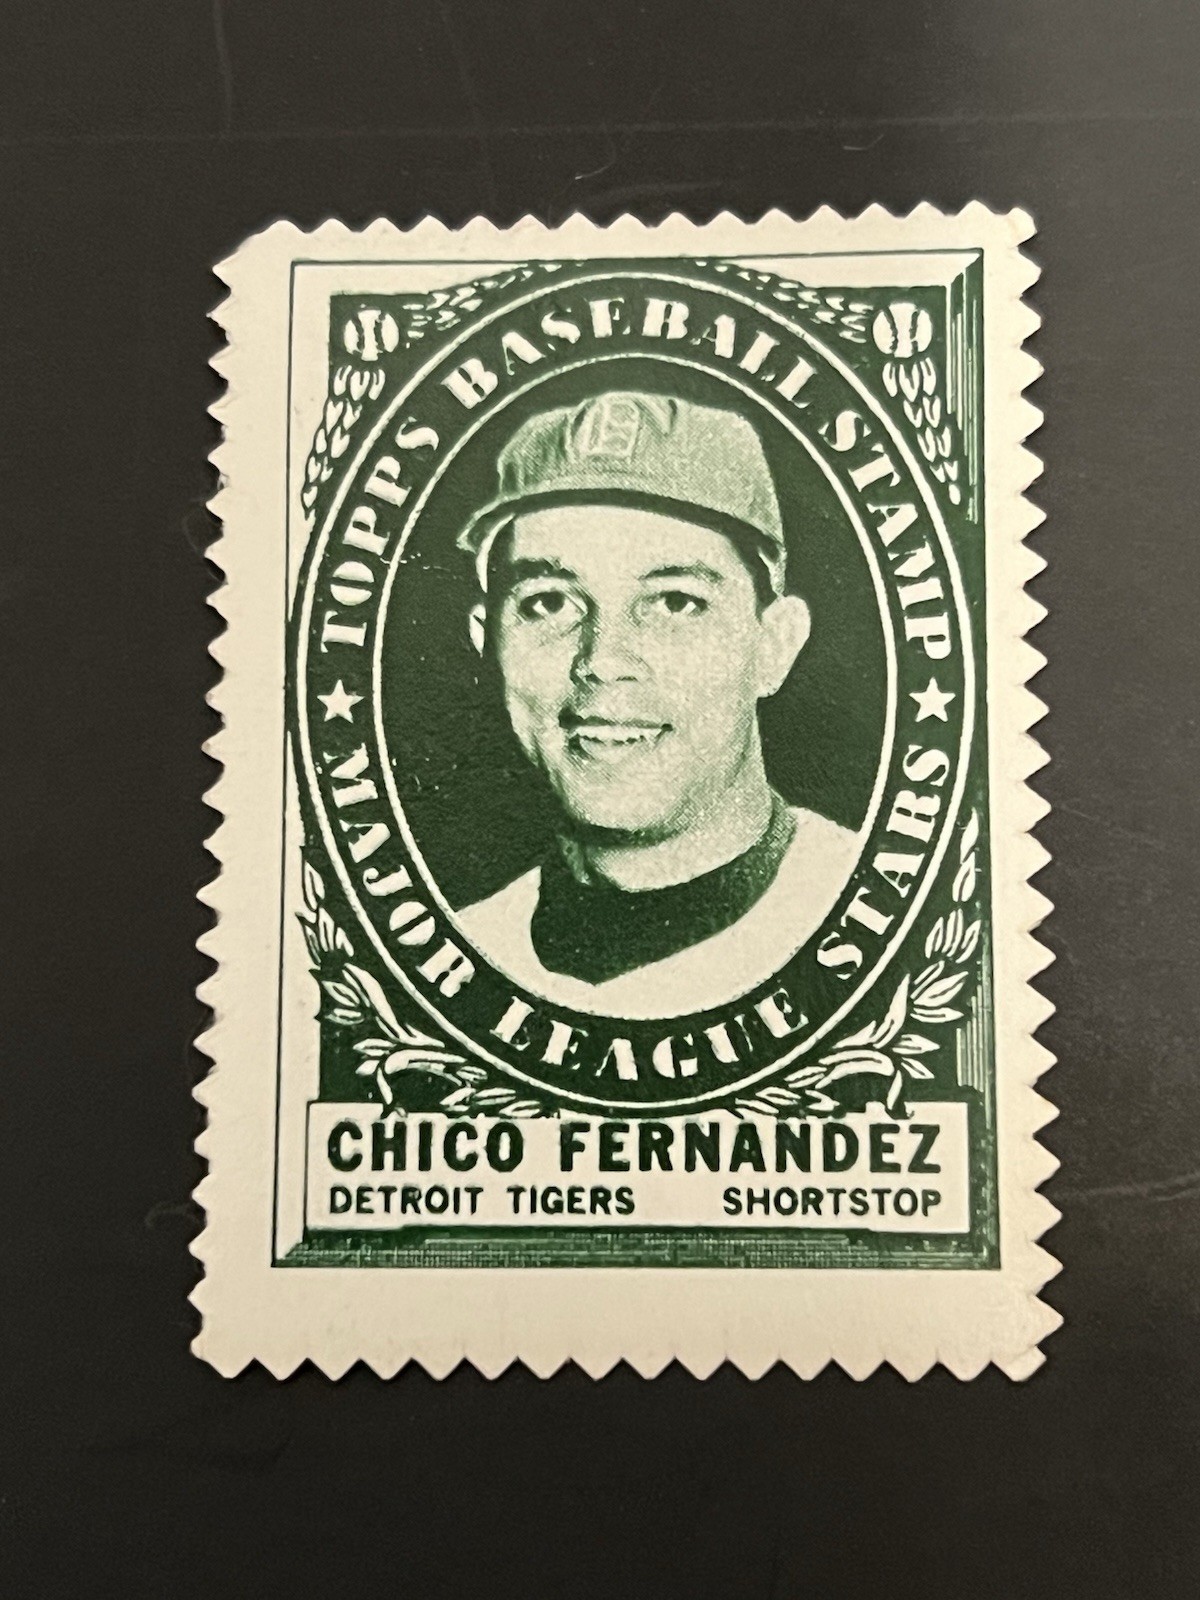 TOPPS BASEBALL STAMP
MAJOR LEAGUE STARS
CHICO FERNANDEZ
DETROIT TIGERS SHORTSTOP